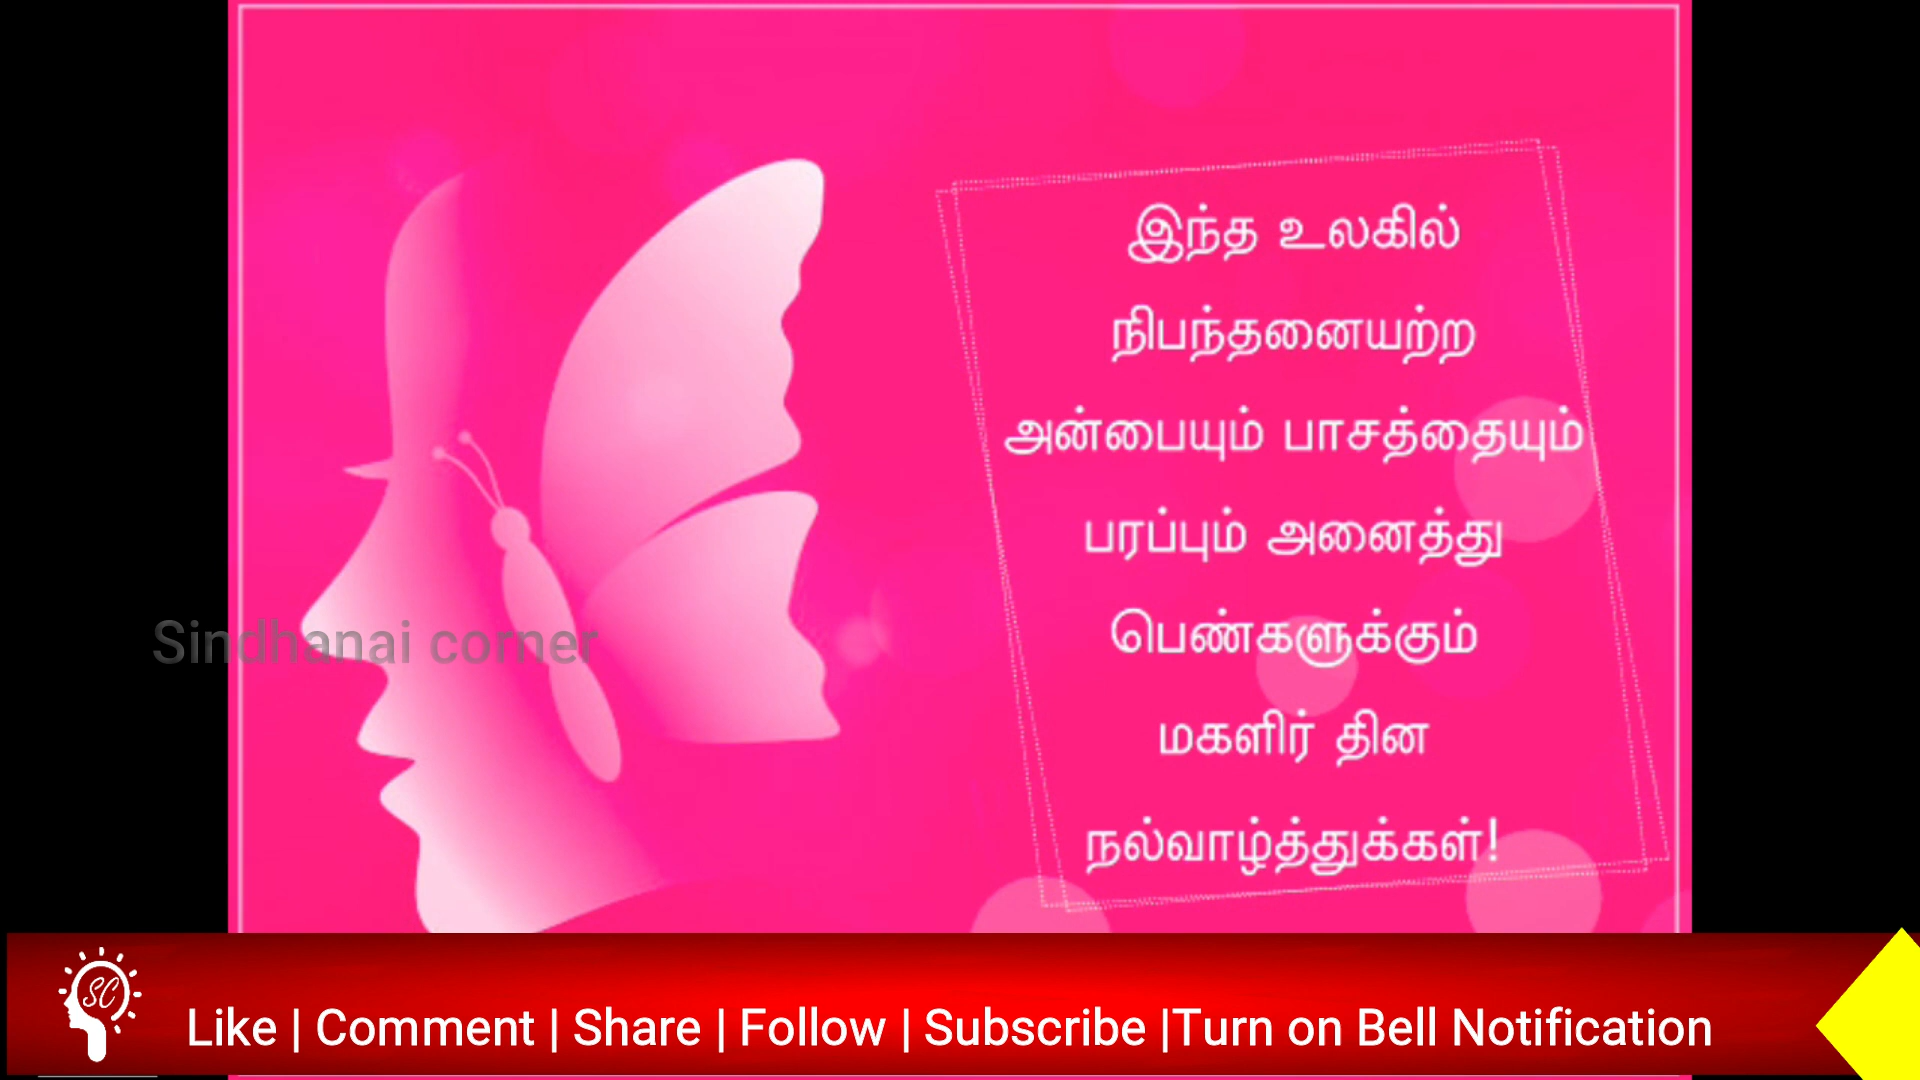 இந்த உலகில்
நிபந்தனையற்ற
அன்பையும் பாசத்தையும்
பரப்பும் அனைத்து
பெண்களுக்கும்
மகளிர் தின
நல்வாழ்த்துக்கள்!
Sindhanai corner
SC
Like | Comment | Share | Follow | Subscribe |Turn on Bell Notification